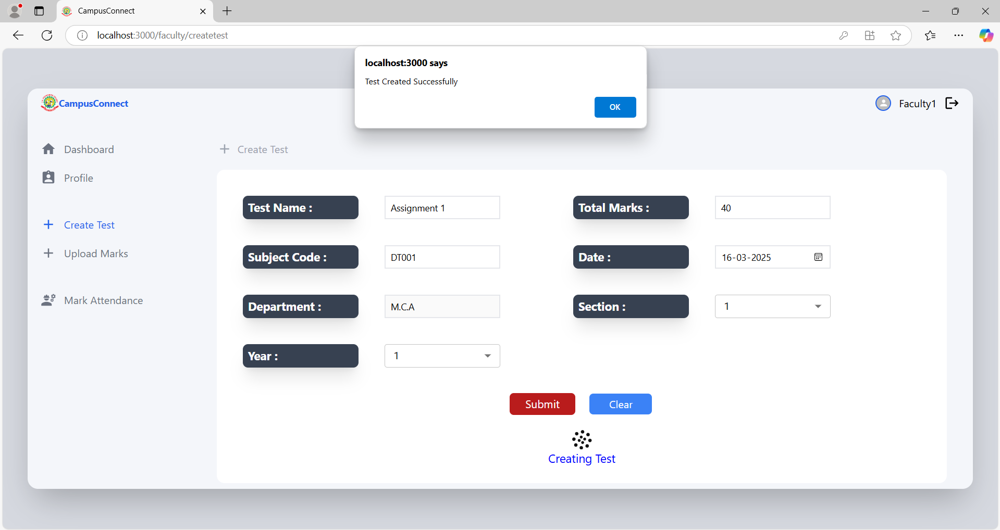 CampusConnect
localhost:3000/faculty/createtest
localhost:3000 says
Test Created Successfully
OK
CampusConnect
Faculty1
Dashboard
Profile
Create Test
Upload Marks
Mark Attendance
Create Test
Test Name : Assignment 1 Total Marks : 40
Subject Code : DT001 Date : 16-03-2025
Department : M.C.A Section : 1
Year : 1
Submit Clear
Creating Test